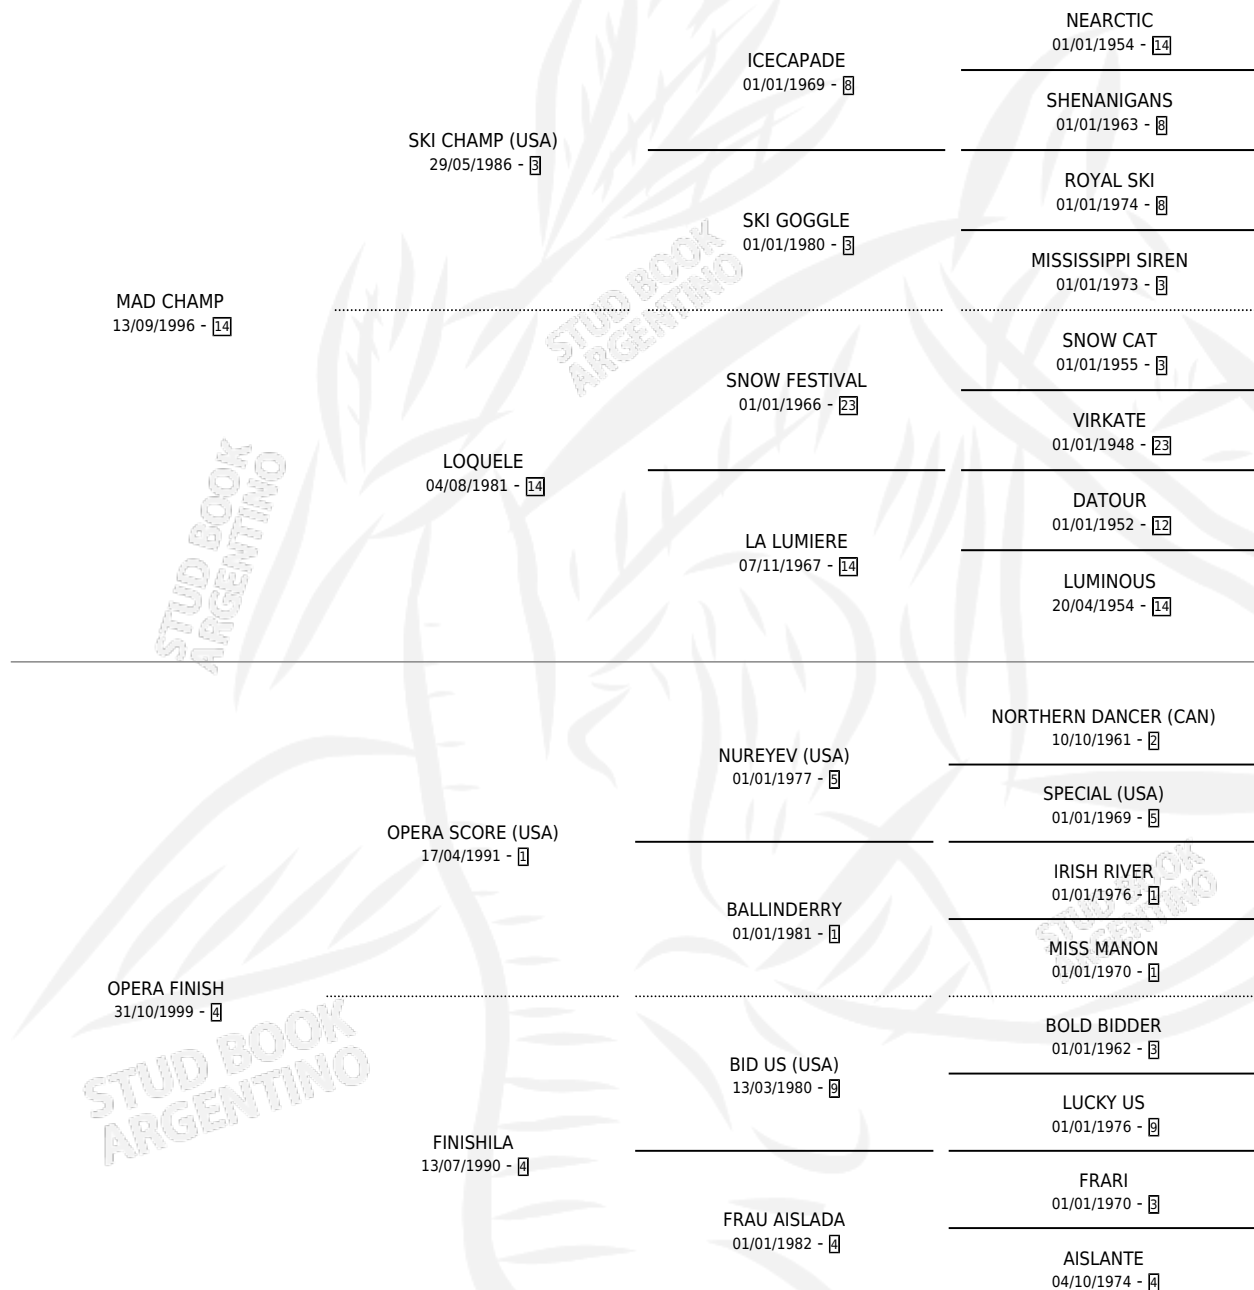 NEARCTIC
01/01/1954 - 14
ICECAPADE
01/01/1969 - 8
SHENANIGANS
01/01/1963 - 8
SKI CHAMP (USA)
29/05/1986 - 3
ROYAL SKI
01/01/1974 - 8
SKI GOGGLE
01/01/1980 - 3
MISSISSIPPI SIREN
01/01/1973 - 3
MAD CHAMP
13/09/1996 - 14
STUD BOOK
ARGENTINO
SNOW CAT
01/01/1955 - 3
SNOW FESTIVAL
01/01/1966 - 23
VIRKATE
01/01/1948 - 23
LOQUELE
04/08/1981 - 14
DATOUR
01/01/1952 - 12
LA LUMIERE
07/11/1967 - 14
LUMINOUS
20/04/1954 - 14
STUD BOOK
ARGENTINO
NORTHERN DANCER (CAN)
10/10/1961 - 2
NUREYEV (USA)
01/01/1977 - 5
SPECIAL (USA)
01/01/1969 - 5
OPERA SCORE (USA)
17/04/1991 - 1
IRISH RIVER
01/01/1976 - 1
BALLINDERRY
01/01/1981 - 1
STUD BOOK
ARGENTINO
MISS MANON
01/01/1970 - 1
OPERA FINISH
31/10/1999 - 4
STUD BOOK
ARGENTINO
BOLD BIDDER
01/01/1962 - 3
BID US (USA)
13/03/1980 - 9
LUCKY US
01/01/1976 - 9
FINISHILA
13/07/1990 - 4
FRARI
01/01/1970 - 3
FRAU AISLADA
01/01/1982 - 4
AISLANTE
04/10/1974 - 4